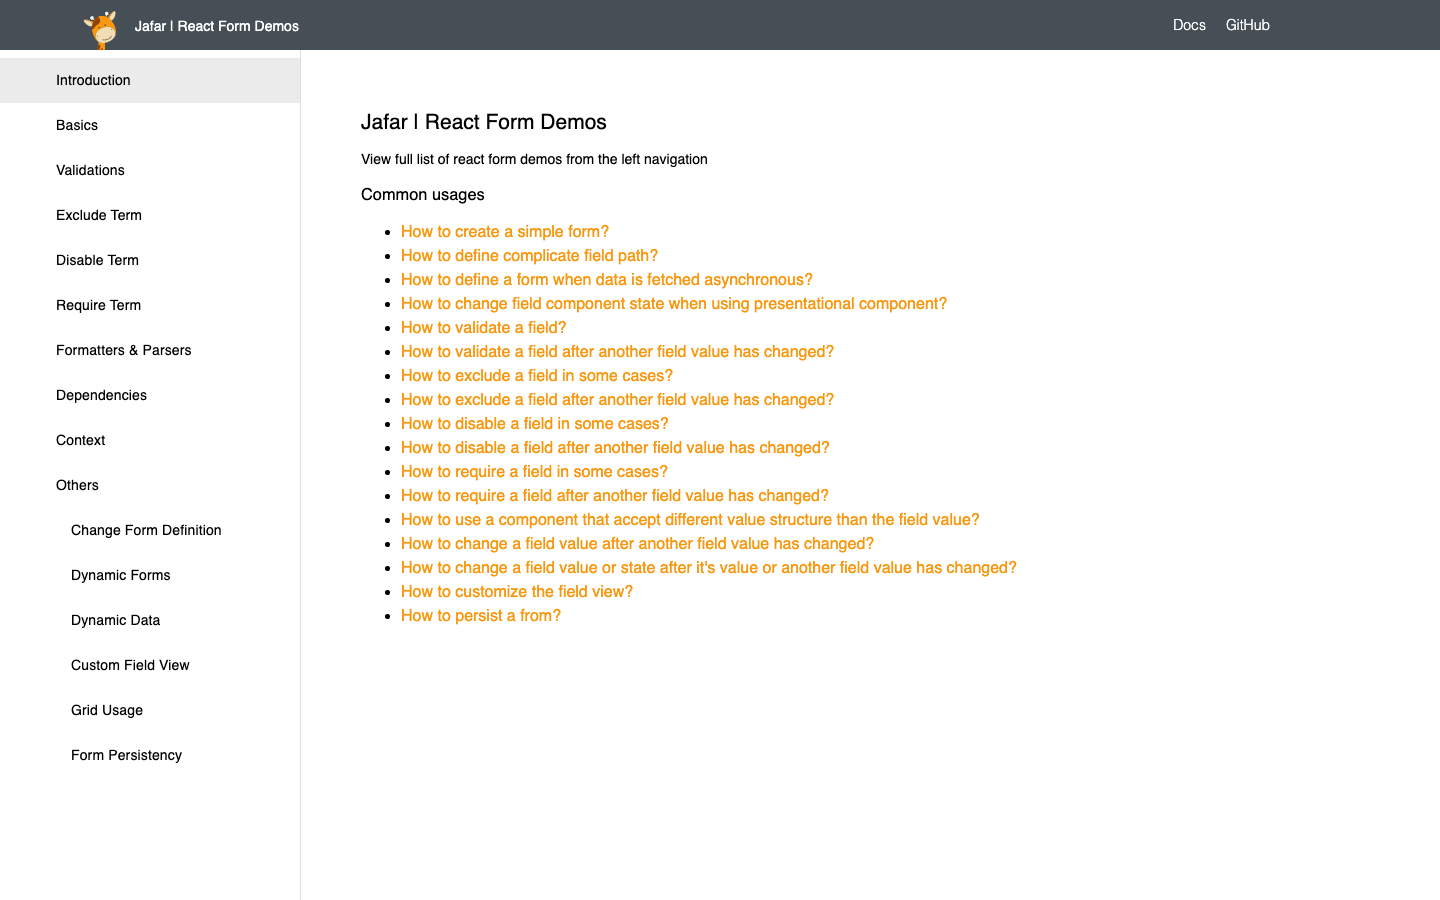 Jafar | React Form Demos
Docs
GitHub
Introduction
Basics
Validations
Exclude Term
Disable Term
Require Term
Formatters & Parsers
Dependencies
Context
Others
Change Form Definition
Dynamic Forms
Dynamic Data
Custom Field View
Grid Usage
Form Persistency
Jafar | React Form Demos
View full list of react form demos from the left navigation
Common usages
How to create a simple form?
How to define complicate field path?
How to define a form when data is fetched asynchronous?
How to change field component state when using presentational component?
How to validate a field?
How to validate a field after another field value has changed?
How to exclude a field in some cases?
How to exclude a field after another field value has changed?
How to disable a field in some cases?
How to disable a field after another field value has changed?
How to require a field in some cases?
How to require a field after another field value has changed?
How to use a component that accept different value structure than the field value?
How to change a field value after another field value has changed?
How to change a field value or state after it's value or another field value has changed?
How to customize the field view?
How to persist a from?